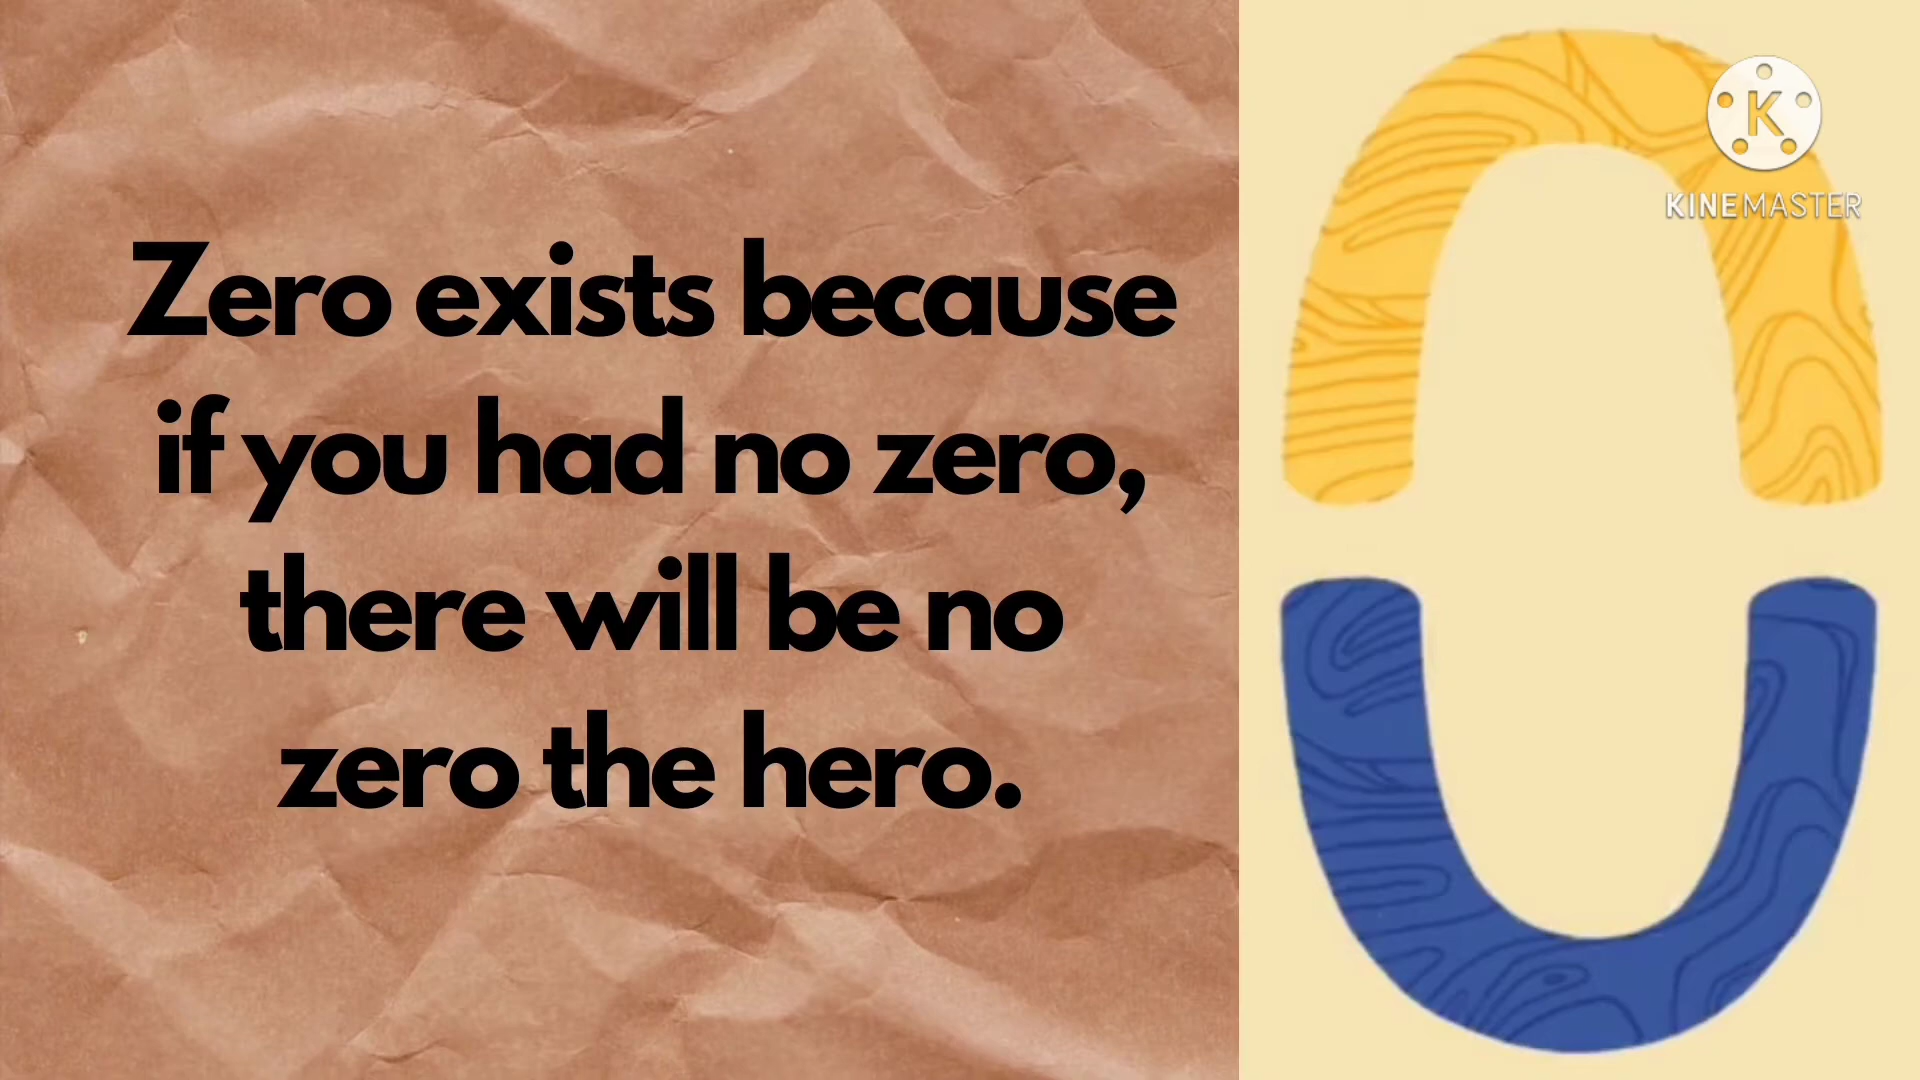 Zero exists because
if you had no zero,
there will be no
zero the hero.
K
KINEMASTER